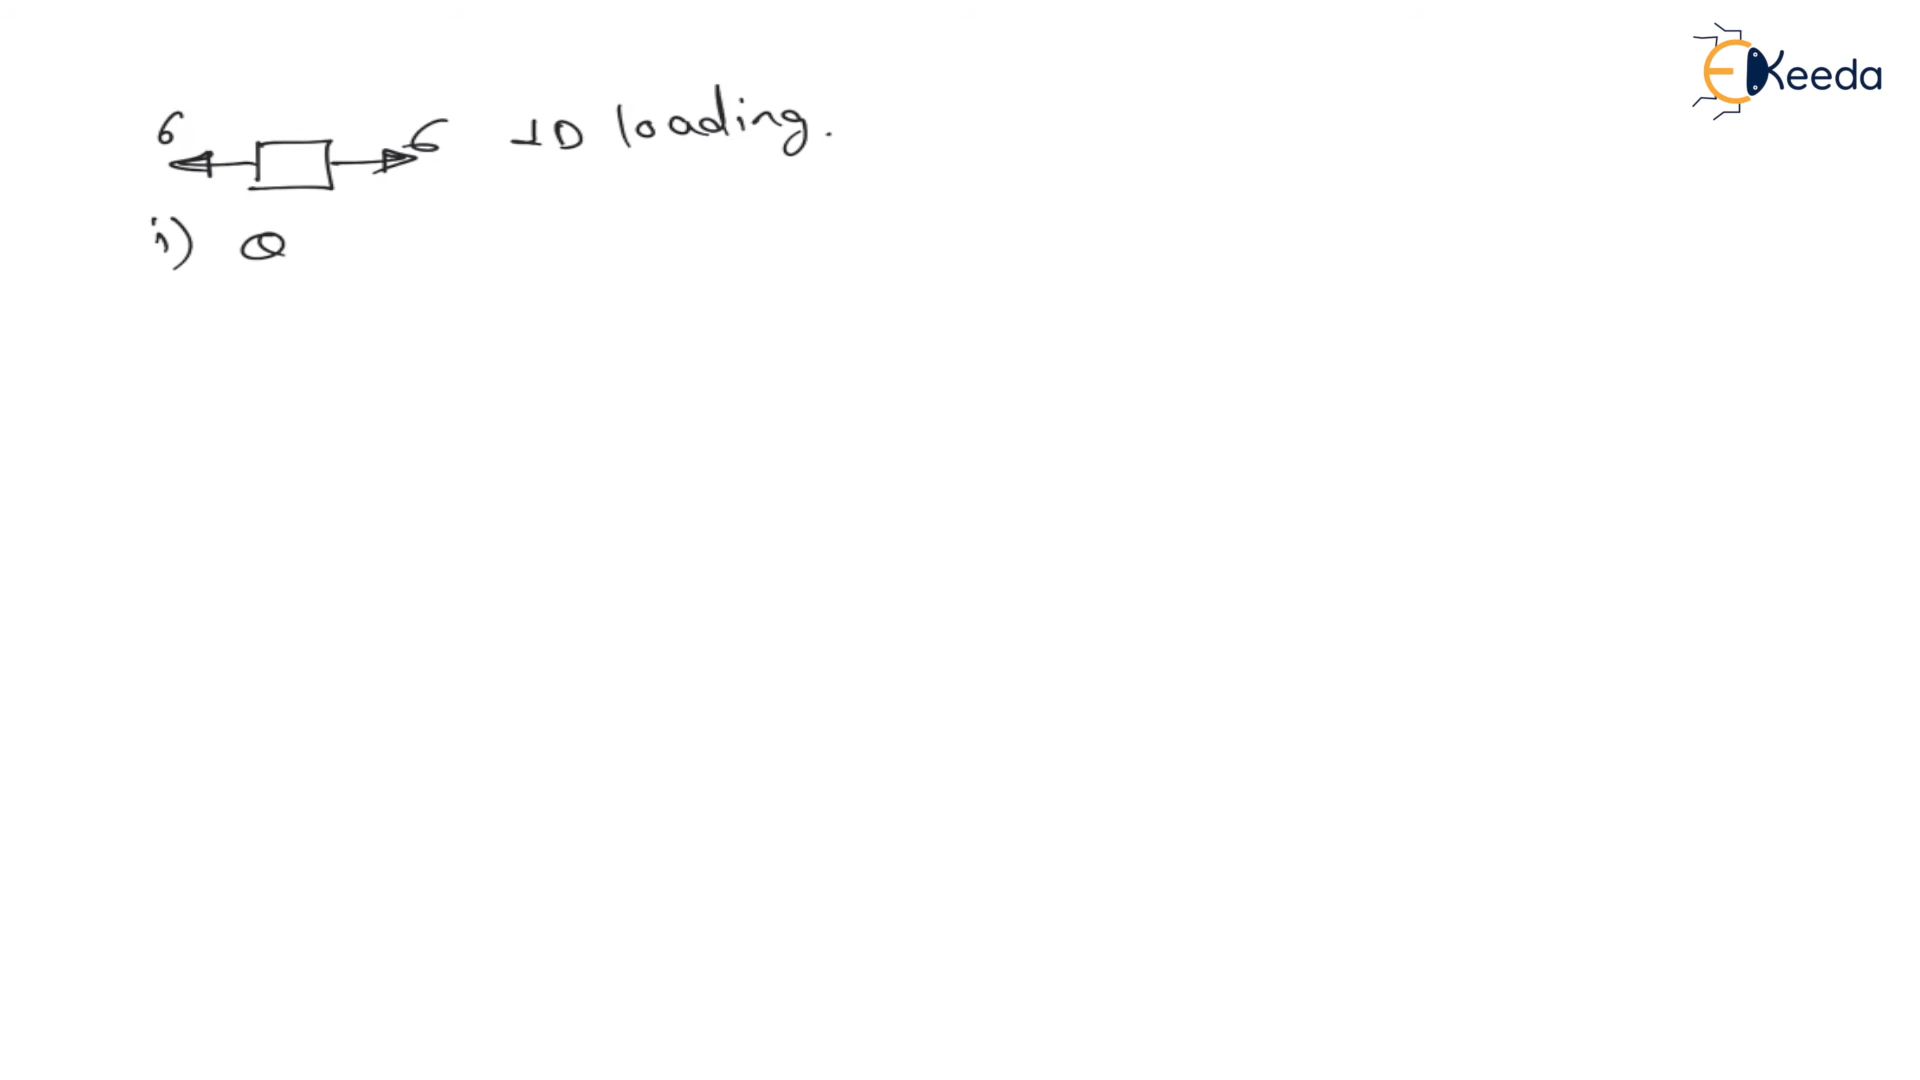 EKeeda
σ σ 1D loading.
i) a